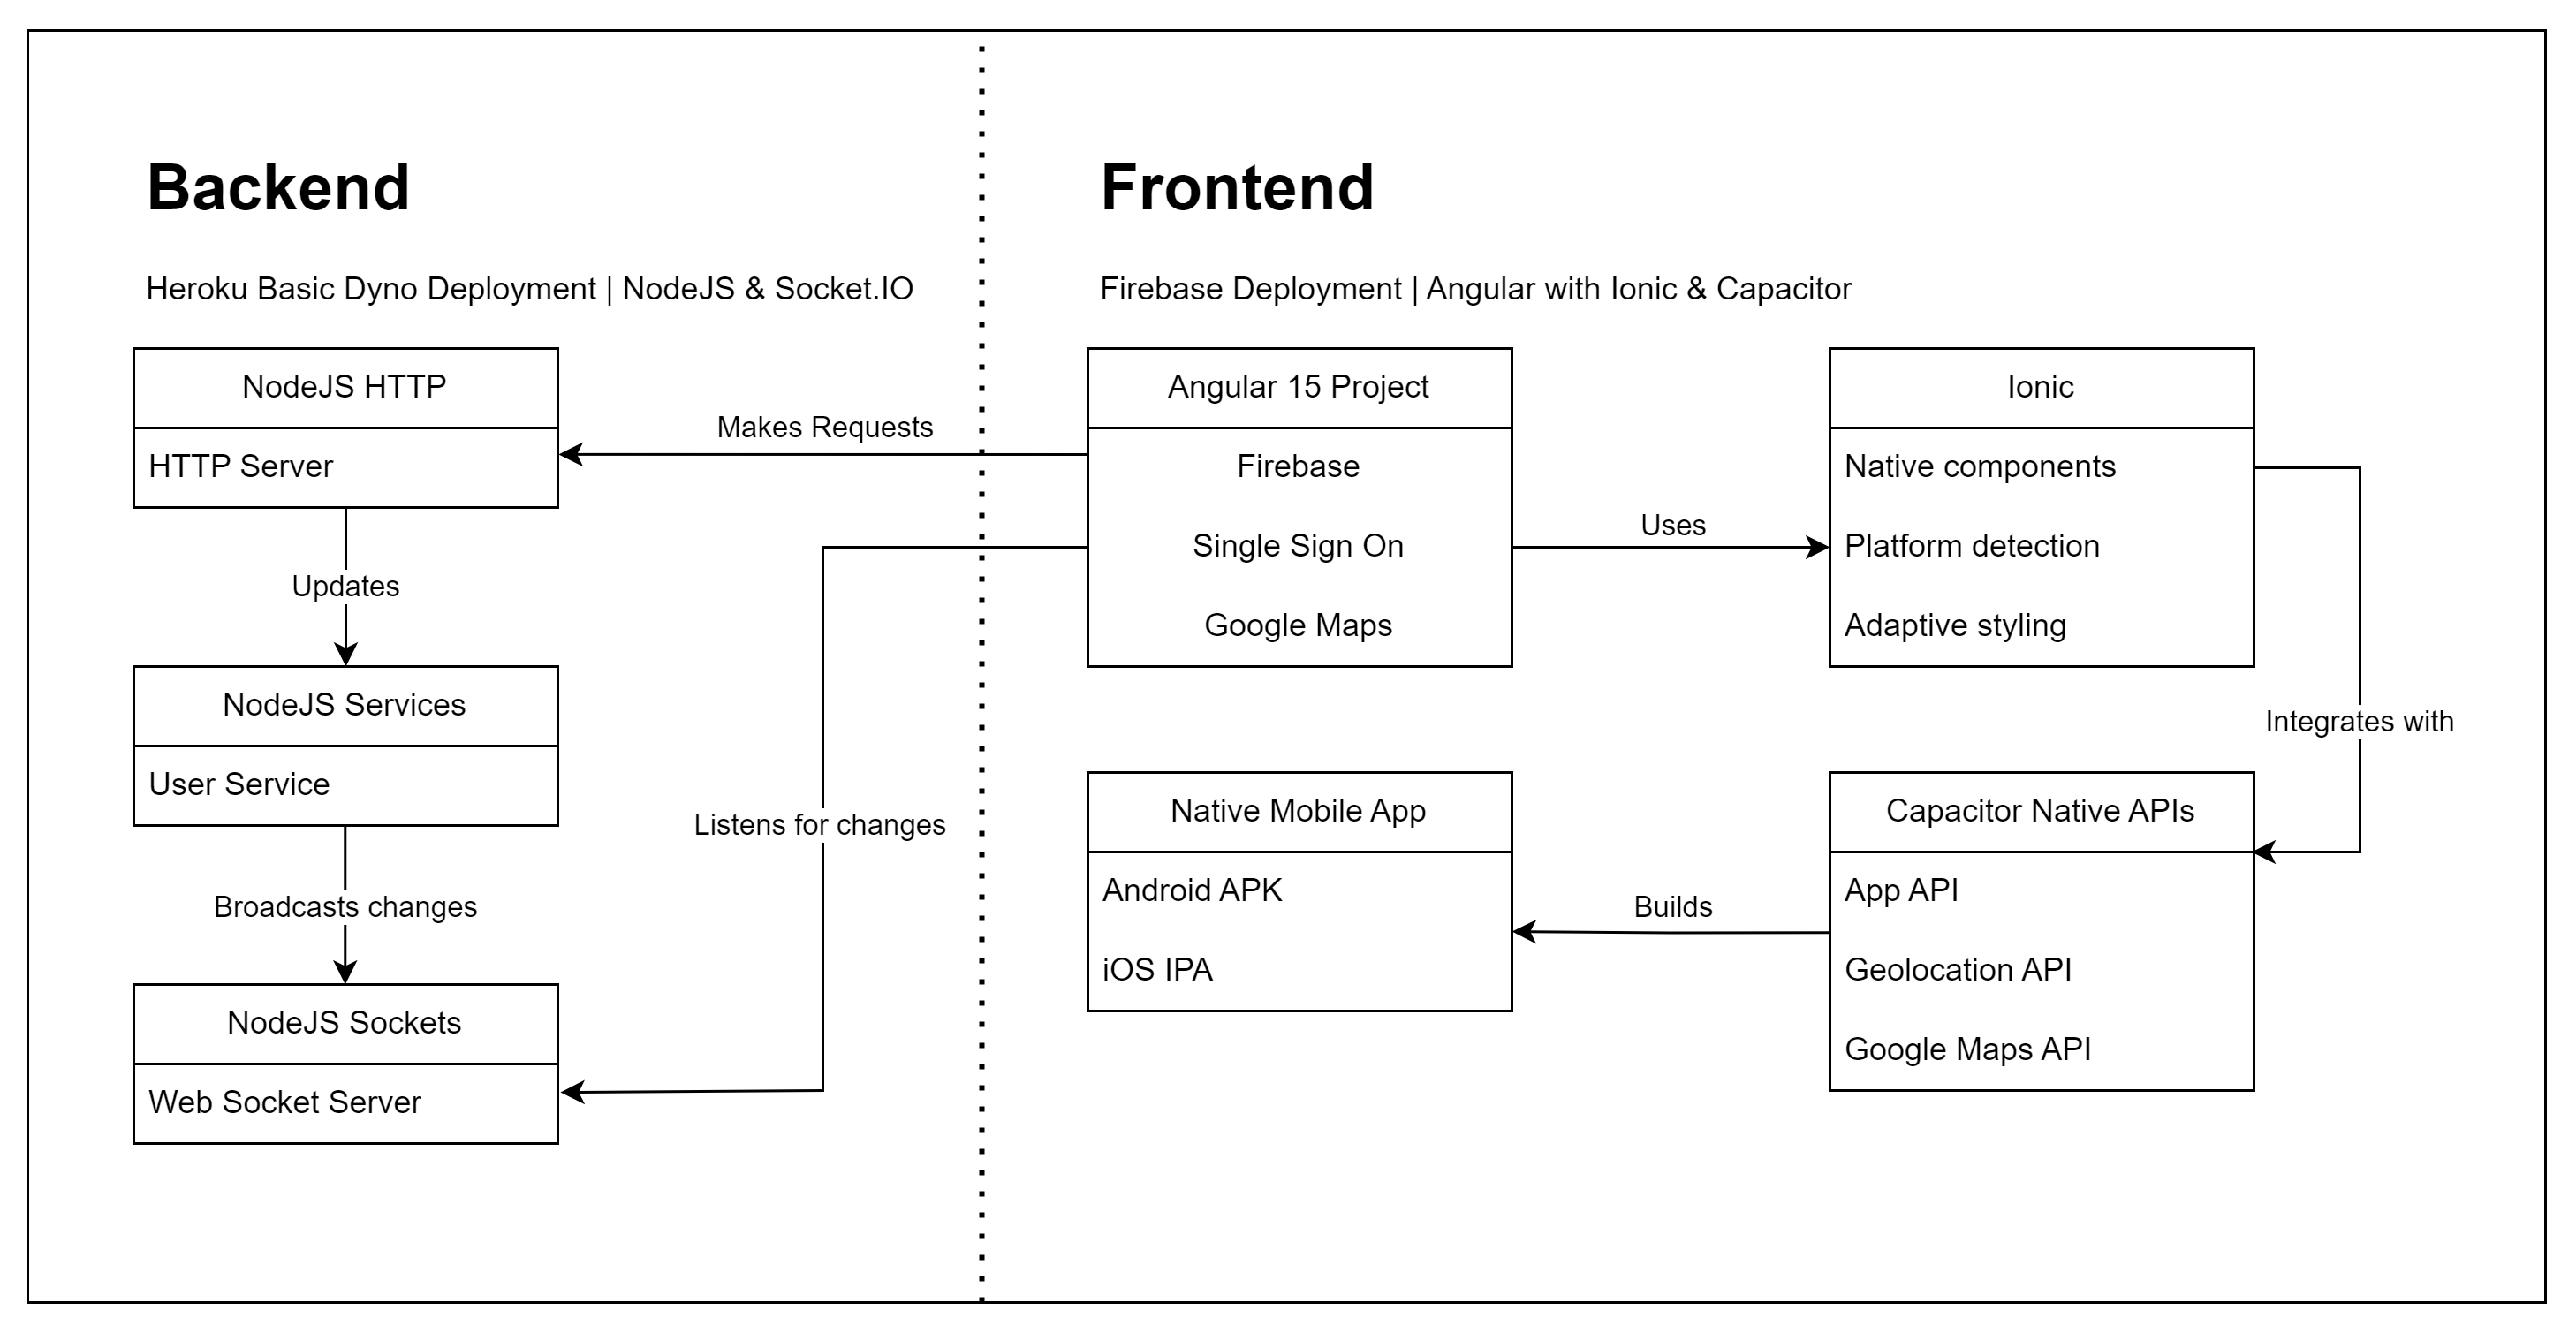 Backend
Heroku Basic Dyno Deployment | NodeJS & Socket.IO
NodeJS HTTP
HTTP Server
Updates
NodeJS Services
User Service
Broadcasts changes
NodeJS Sockets
Web Socket Server
Makes Requests
Listens for changes
Frontend
Firebase Deployment | Angular with Ionic & Capacitor
Angular 15 Project
Firebase
Single Sign On
Google Maps
Uses
Ionic
Native components
Platform detection
Adaptive styling
Integrates with
Capacitor Native APIs
App API
Geolocation API
Google Maps API
Builds
Native Mobile App
Android APK
iOS IPA